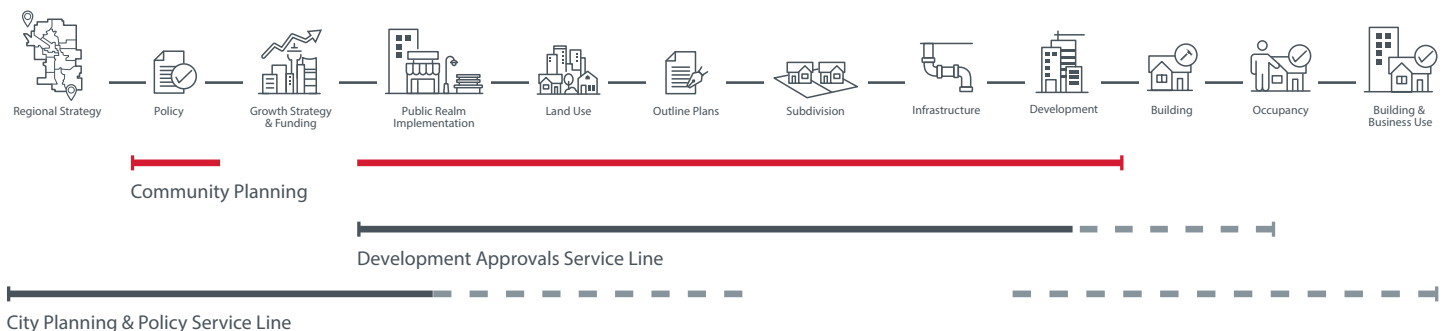 Regional Strategy
Policy
Growth Strategy
& Funding
Public Realm
Implementation
Land Use
Outline Plans
Subdivision
Infrastructure
Development
Building
Occupancy
Building &
Business Use
Community Planning
Development Approvals Service Line
City Planning & Policy Service Line